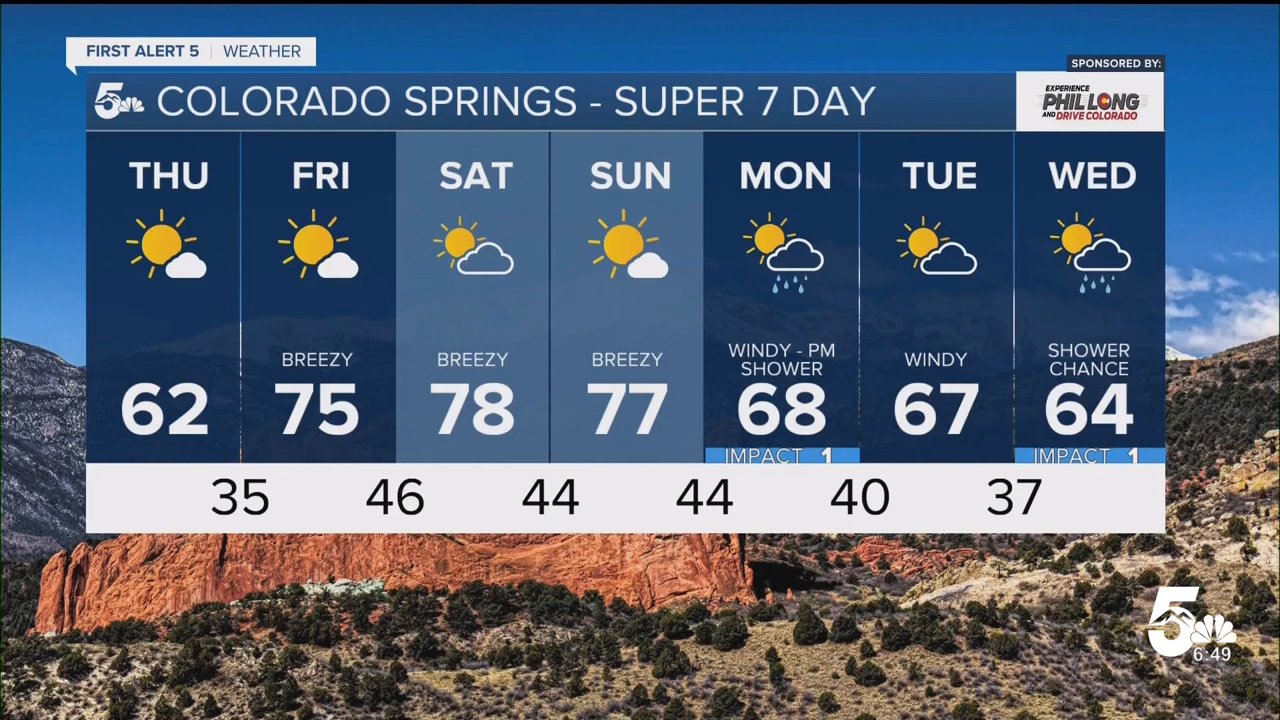 FIRST ALERT 5 | WEATHER
SPONSORED BY:
5 COLORADO SPRINGS - SUPER 7 DAY
EXPERIENCE
PHIL LONG
AND DRIVE COLORADO
THU FRI SAT SUN MON TUE WED
BREEZY BREEZY BREEZY WINDY - PM SHOWER WINDY SHOWER CHANCE
62 75 78 77 68 67 64
IMPACT 1 IMPACT 1
35 46 44 44 40 37
5
6:49